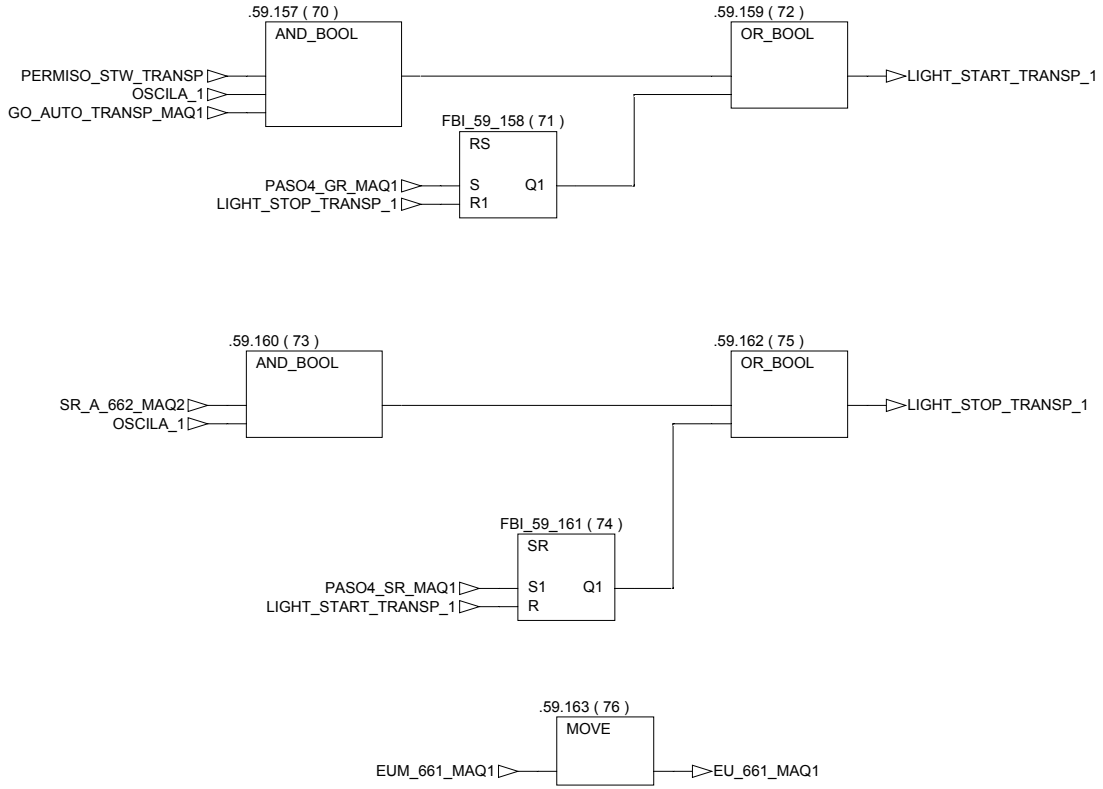 .59.157 ( 70 )
AND_BOOL
PERMISO_STW_TRANSP
OSCILA_1
GO_AUTO_TRANSP_MAQ1
.59.159 ( 72 )
OR_BOOL
LIGHT_START_TRANSP_1
FBI_59_158 ( 71 )
RS
PASO4_GR_MAQ1 S Q1
LIGHT_STOP_TRANSP_1 R1
.59.160 ( 73 )
AND_BOOL
SR_A_662_MAQ2
OSCILA_1
.59.162 ( 75 )
OR_BOOL
LIGHT_STOP_TRANSP_1
FBI_59_161 ( 74 )
SR
PASO4_SR_MAQ1 S1 Q1
LIGHT_START_TRANSP_1 R
.59.163 ( 76 )
MOVE
EUM_661_MAQ1 EU_661_MAQ1